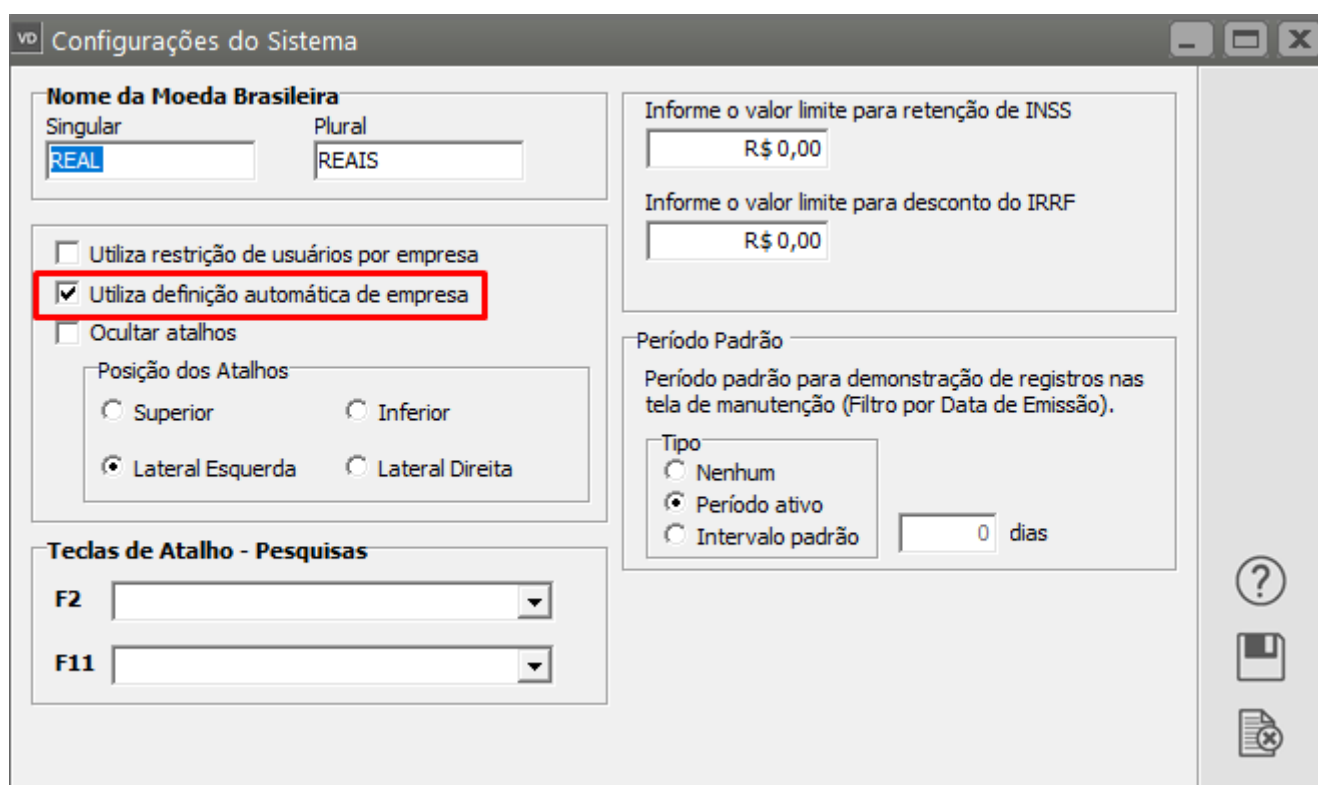 VD Configurações do Sistema
Nome da Moeda Brasileira
Singular Plural
REAL REAIS
Utiliza restrição de usuários por empresa
Utiliza definição automática de empresa
Ocultar atalhos
Posição dos Atalhos
Superior Inferior
Lateral Esquerda Lateral Direita
Teclas de Atalho - Pesquisas
F2
F11
Informe o valor limite para retenção de INSS
R$ 0,00
Informe o valor limite para desconto do IRRF
R$ 0,00
Período Padrão
Período padrão para demonstração de registros nas
tela de manutenção (Filtro por Data de Emissão).
Tipo
Nenhum
Período ativo
Intervalo padrão 0 dias
?